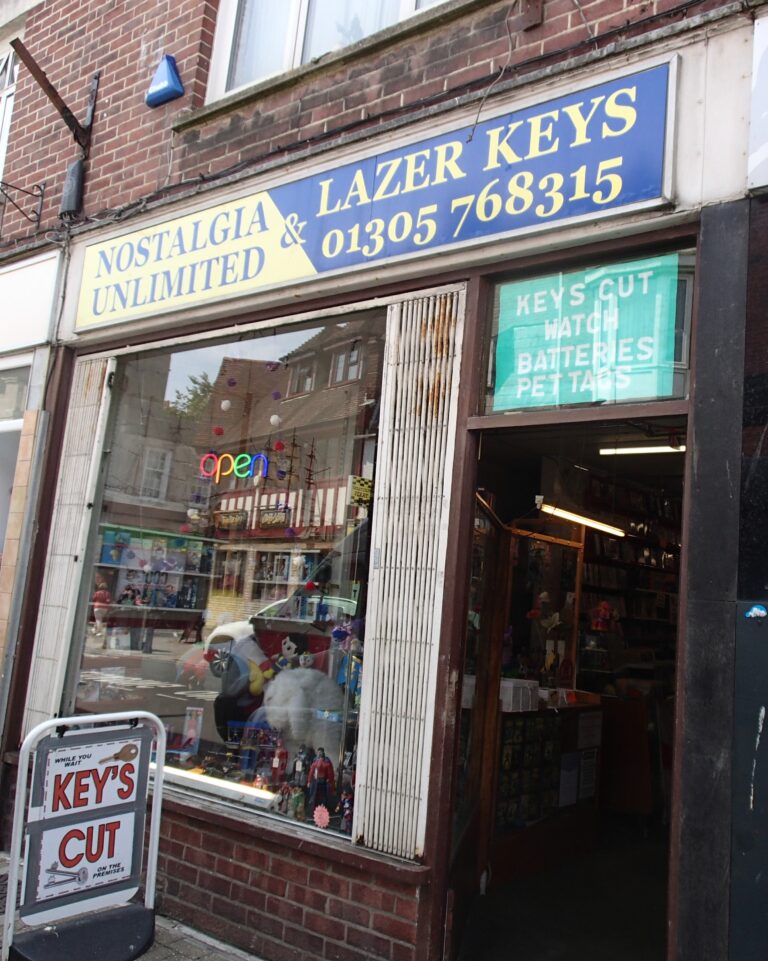 NOSTALGIA
UNLIMITED
&
LAZER KEYS
01305 768315
KEYS CUT
WATCH
BATTERIES
PET TAGS
open
WHILE YOU
WAIT
KEY'S
CUT
ON THE
PREMISES